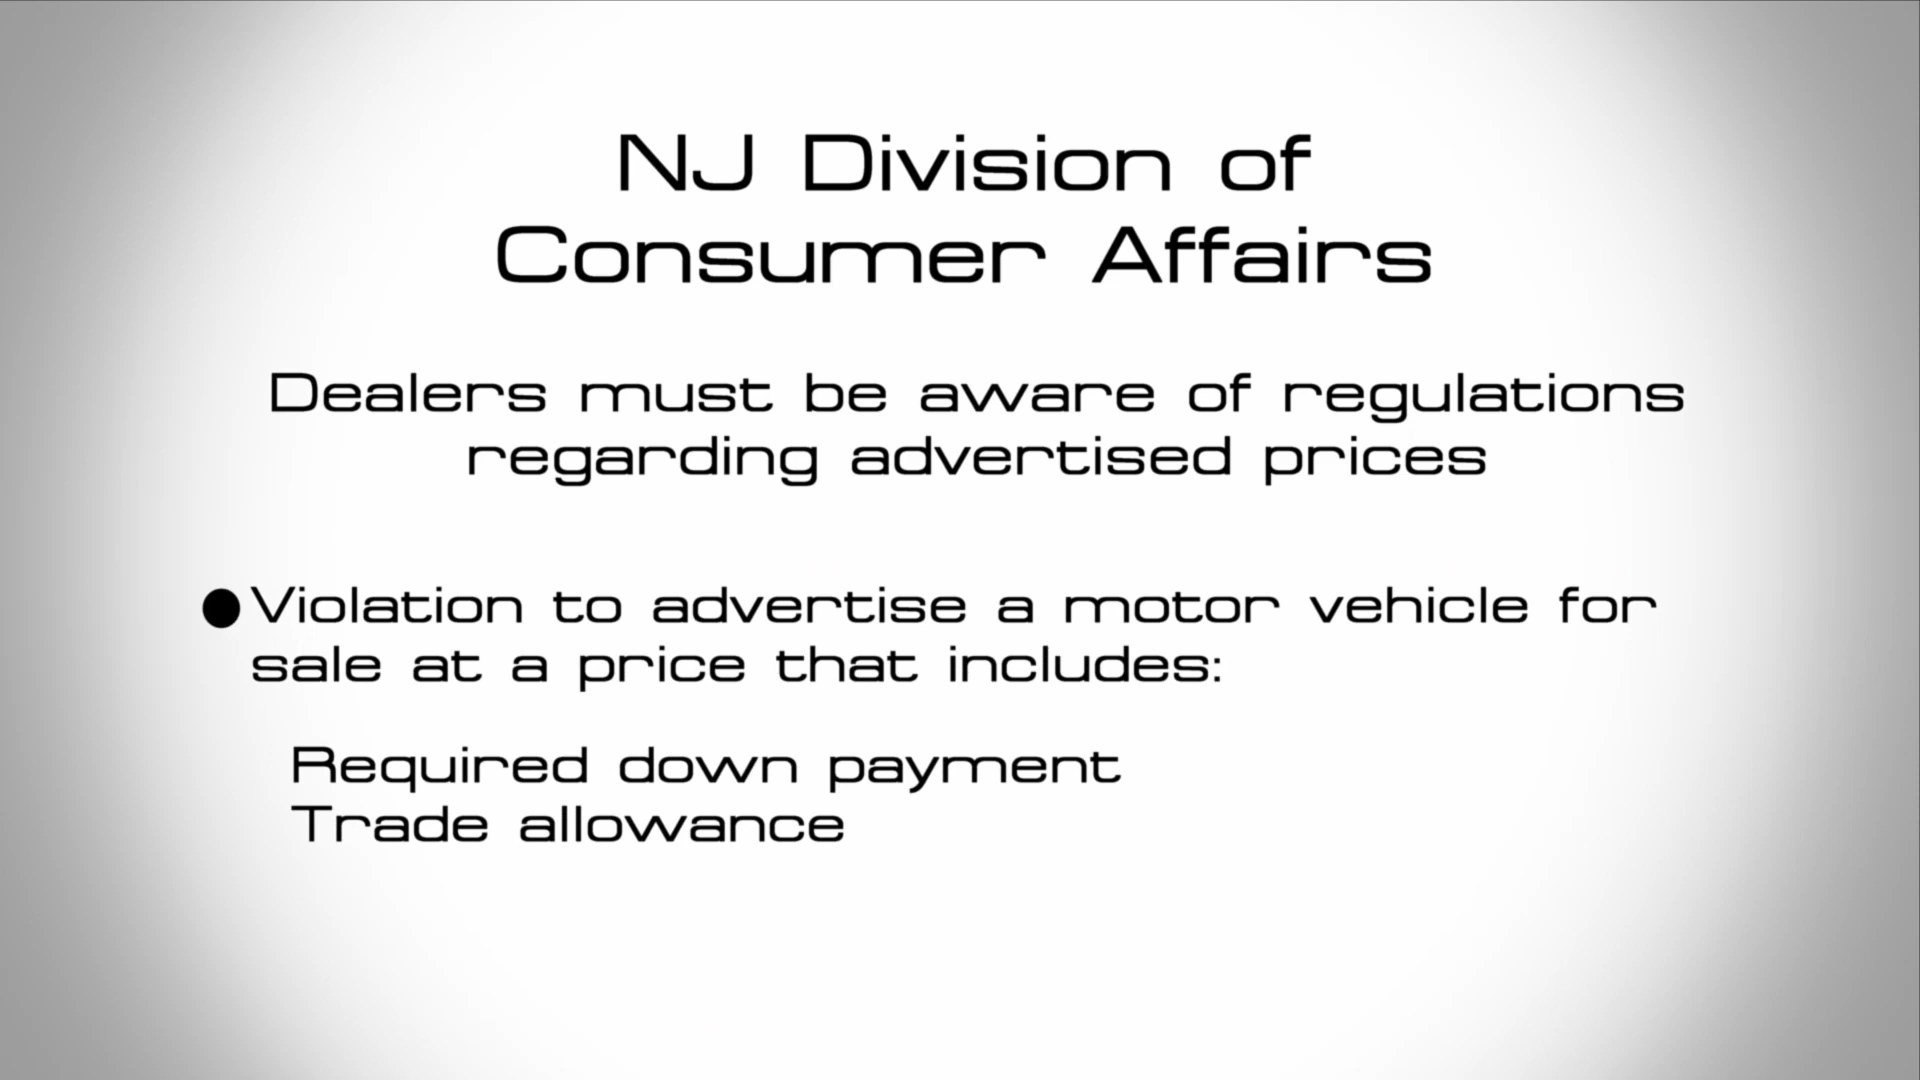 NJ Division of
Consumer Affairs
Dealers must be aware of regulations
regarding advertised prices
●Violation to advertise a motor vehicle for
sale at a price that includes:
Required down payment
Trade allowance